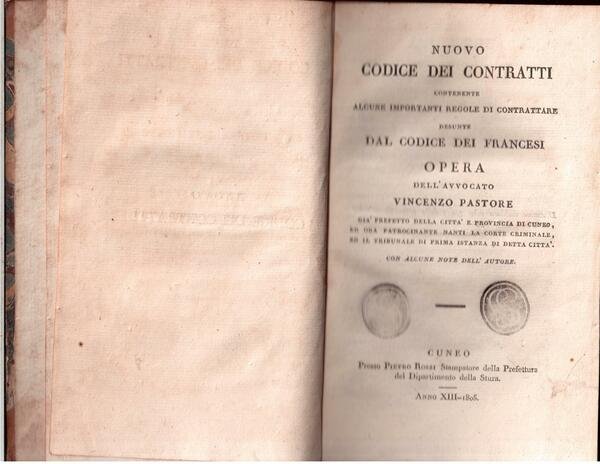 NUOVO
CODICE DEI CONTRATTI
CONTENENTE
ALCUNE IMPORTANTI REGOLE DI CONTRATTARE
DESUNTE
DAL CODICE DEI FRANCESI
OPERA
DELL'AVVOCATO
VINCENZO PASTORE
GIA' PREFETTO DELLA CITTA' E PROVINCIA DI CUNEO,
ED ORA PATROCINANTE NANTI LA CORTE CRIMINALE,
ED IL TRIBUNALE DI PRIMA ISTANZA DI DETTA CITTA'.
CON ALCUNE NOTE DELL'AUTORE.
CUNEO
Presso PIETRO ROSSI Stampatore della Prefettura
del Dipartimento della Stura.
ANNO XIII—1805.